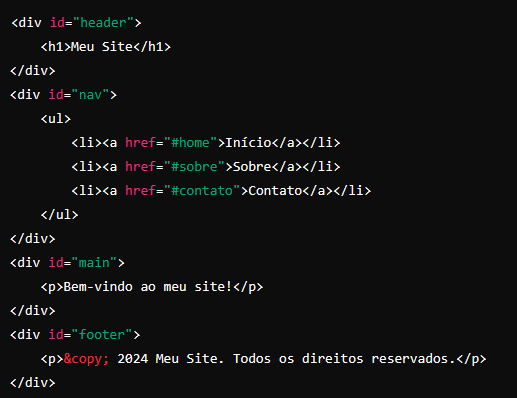 <div id="header">
    <h1>Meu Site</h1>
</div>
<div id="nav">
    <ul>
        <li><a href="#home">Início</a></li>
        <li><a href="#sobre">Sobre</a></li>
        <li><a href="#contato">Contato</a></li>
    </ul>
</div>
<div id="main">
    <p>Bem-vindo ao meu site!</p>
</div>
<div id="footer">
    <p>&copy; 2024 Meu Site. Todos os direitos reservados.</p>
</div>